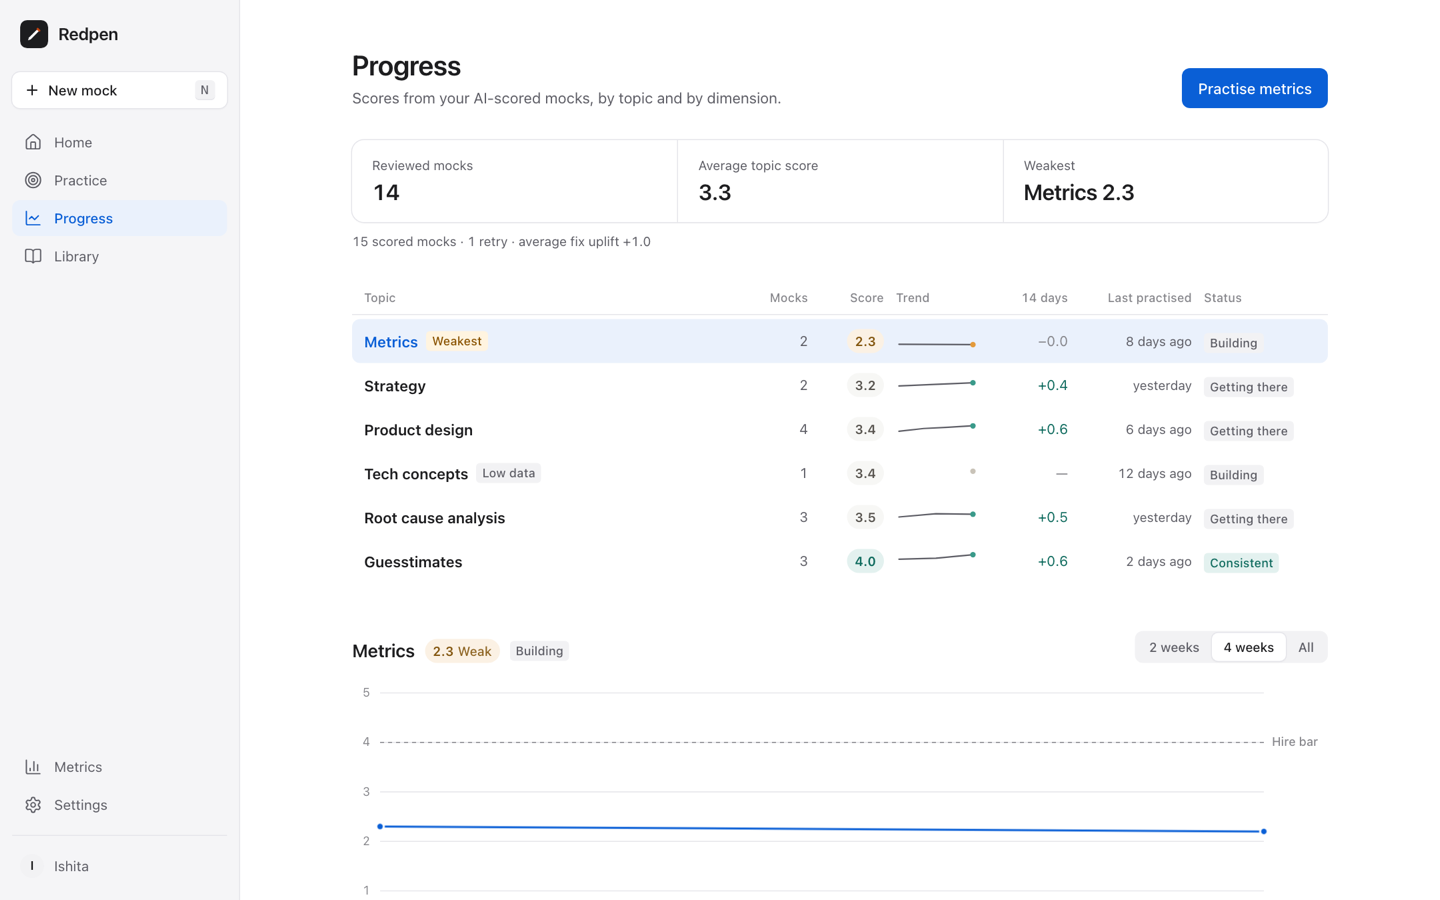 Redpen
New mock N
Home
Practice
Progress
Library
Metrics
Settings
I Ishita
Progress
Scores from your AI-scored mocks, by topic and by dimension.
Practise metrics
Reviewed mocks
14
Average topic score
3.3
Weakest
Metrics 2.3
15 scored mocks · 1 retry · average fix uplift +1.0
Topic Mocks Score Trend 14 days Last practised Status
Metrics Weakest 2 2.3 −0.0 8 days ago Building
Strategy 2 3.2 +0.4 yesterday Getting there
Product design 4 3.4 +0.6 6 days ago Getting there
Tech concepts Low data 1 3.4 — 12 days ago Building
Root cause analysis 3 3.5 +0.5 yesterday Getting there
Guesstimates 3 4.0 +0.6 2 days ago Consistent
Metrics 2.3 Weak Building
2 weeks 4 weeks All
5
4 Hire bar
3
2
1